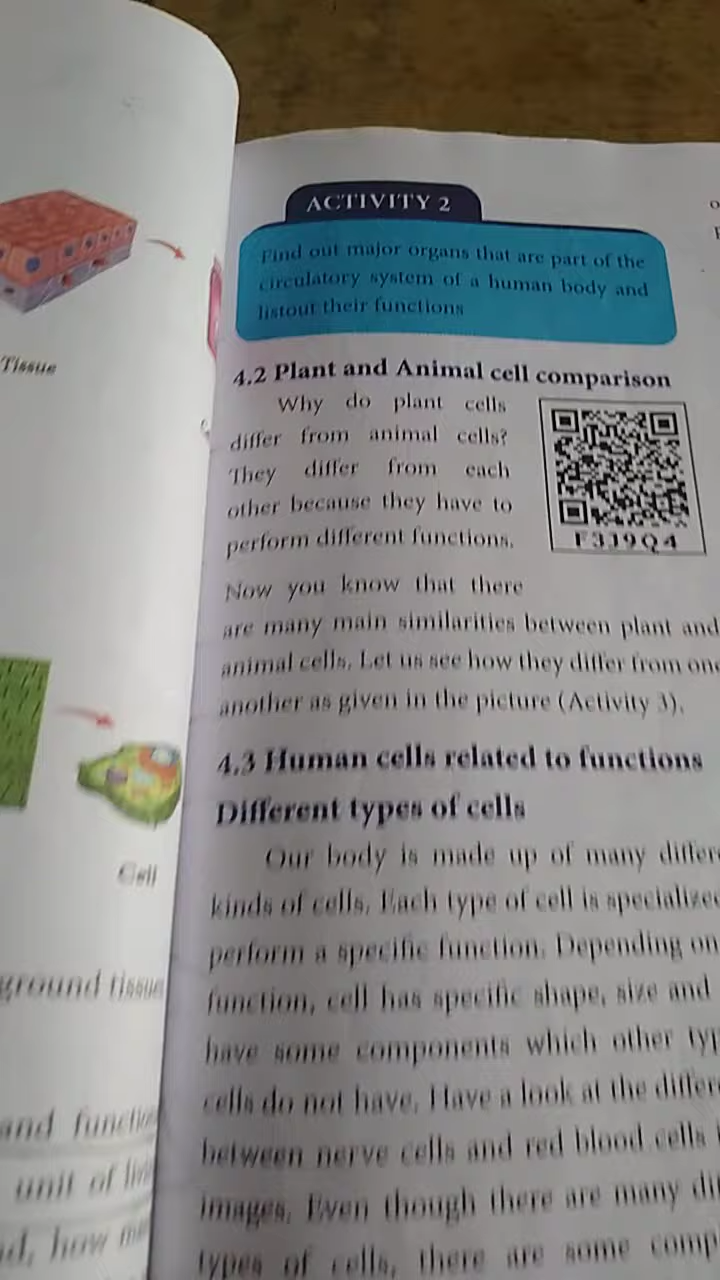 Tissue
Cell
ground tissue
and function
unit of
how
ACTIVITY 2
Find out major organs that are part of the
circulatory system of a human body and
listout their functions
4.2 Plant and Animal cell comparison
Why do plant cells
differ from animal cells?
They differ from each
other because they have to
perform different functions.
F3J9Q4
Now you know that there
are many main similarities between plant and
animal cells. Let us see how they differ from one
another as given in the picture (Activity 3).
4.3 Human cells related to functions
Different types of cells
Our body is made up of many differe
kinds of cells. Each type of cell is specialized
perform a specific function. Depending on
function, cell has specific shape, size and
have some components which other typ
cells do not have. Have a look at the differe
between nerve cells and red blood cells
images. Even though there are many dif
types of cells, there are some comp